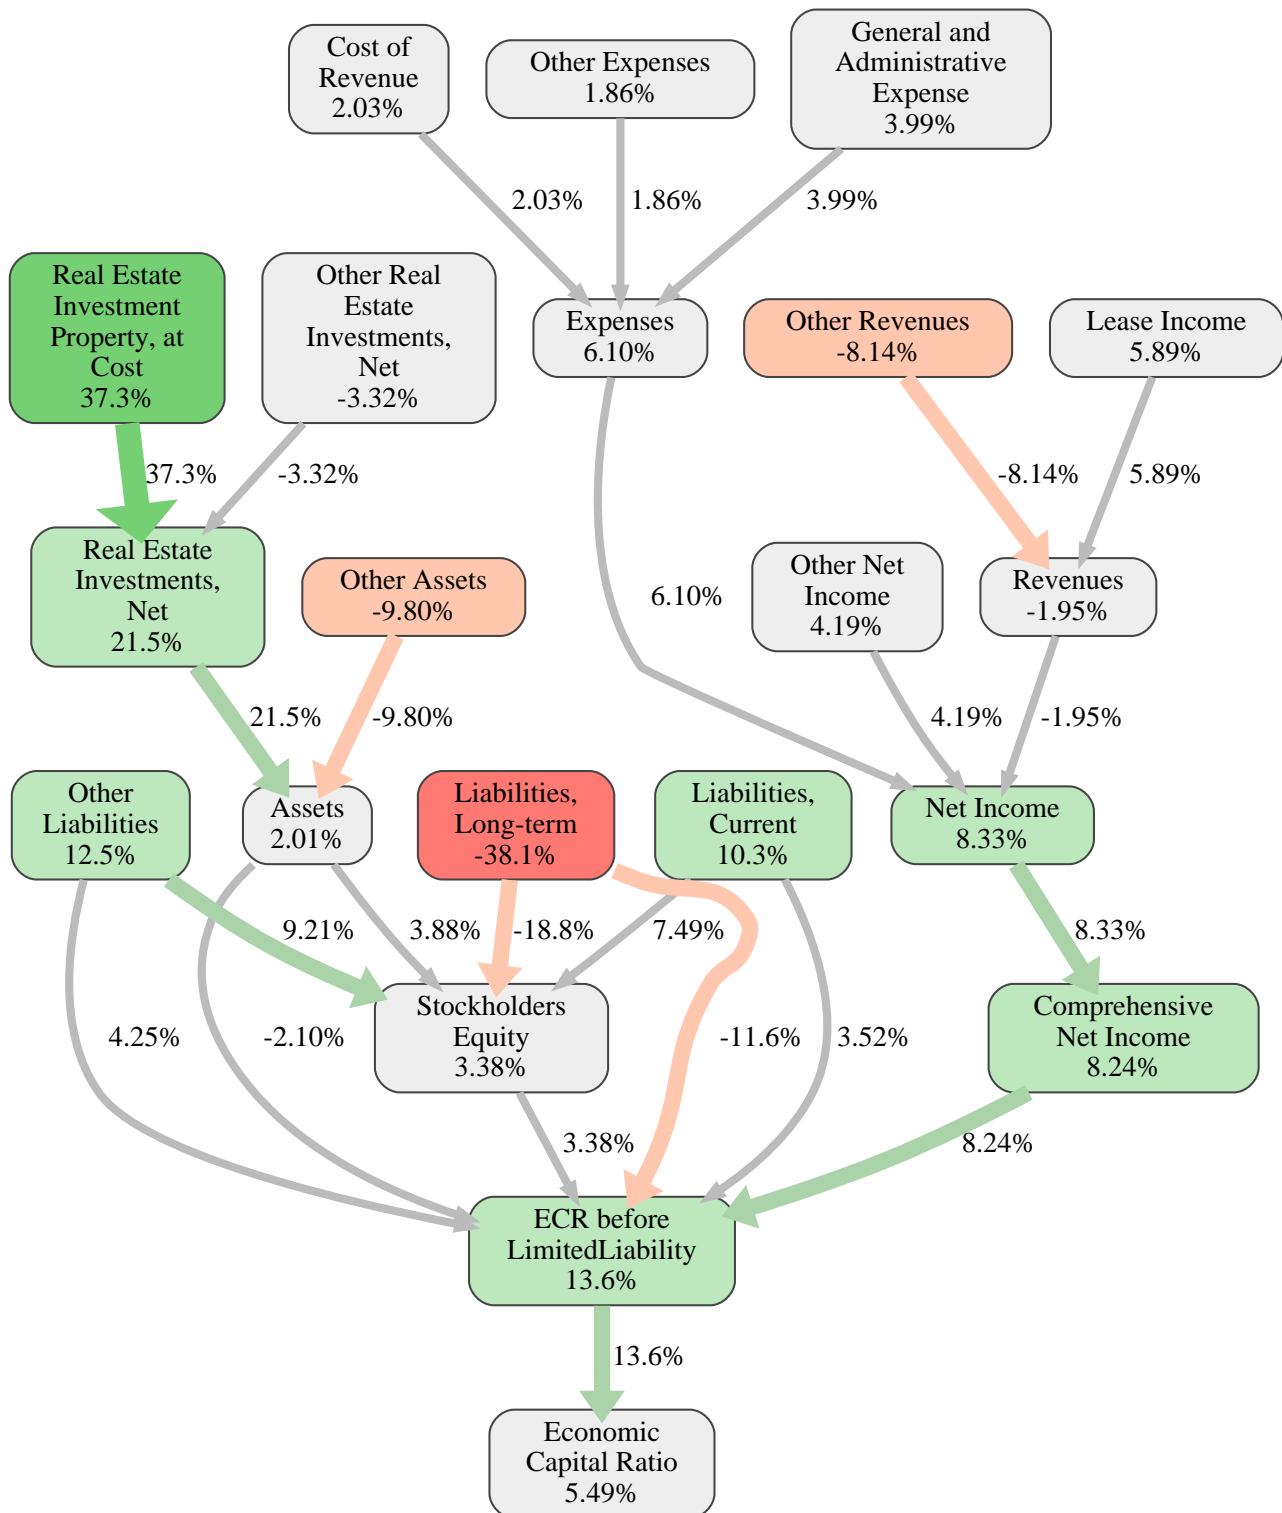 Cost of
Revenue
2.03%
Other Expenses
1.86%
General and
Administrative
Expense
3.99%
2.03%
1.86%
3.99%
Real Estate
Investment
Property, at
Cost
37.3%
Other Real
Estate
Investments,
Net
-3.32%
Expenses
6.10%
Other Revenues
-8.14%
Lease Income
5.89%
37.3%
-3.32%
-8.14%
5.89%
Real Estate
Investments,
Net
21.5%
Other Assets
-9.80%
6.10%
Other Net
Income
4.19%
Revenues
-1.95%
21.5%
-9.80%
4.19%
-1.95%
Other
Liabilities
12.5%
Assets
2.01%
Liabilities,
Long-term
-38.1%
Liabilities,
Current
10.3%
Net Income
8.33%
9.21%
3.88%
-18.8%
7.49%
8.33%
4.25%
-2.10%
Stockholders
Equity
3.38%
-11.6%
3.52%
Comprehensive
Net Income
8.24%
3.38%
8.24%
ECR before
LimitedLiability
13.6%
13.6%
Economic
Capital Ratio
5.49%